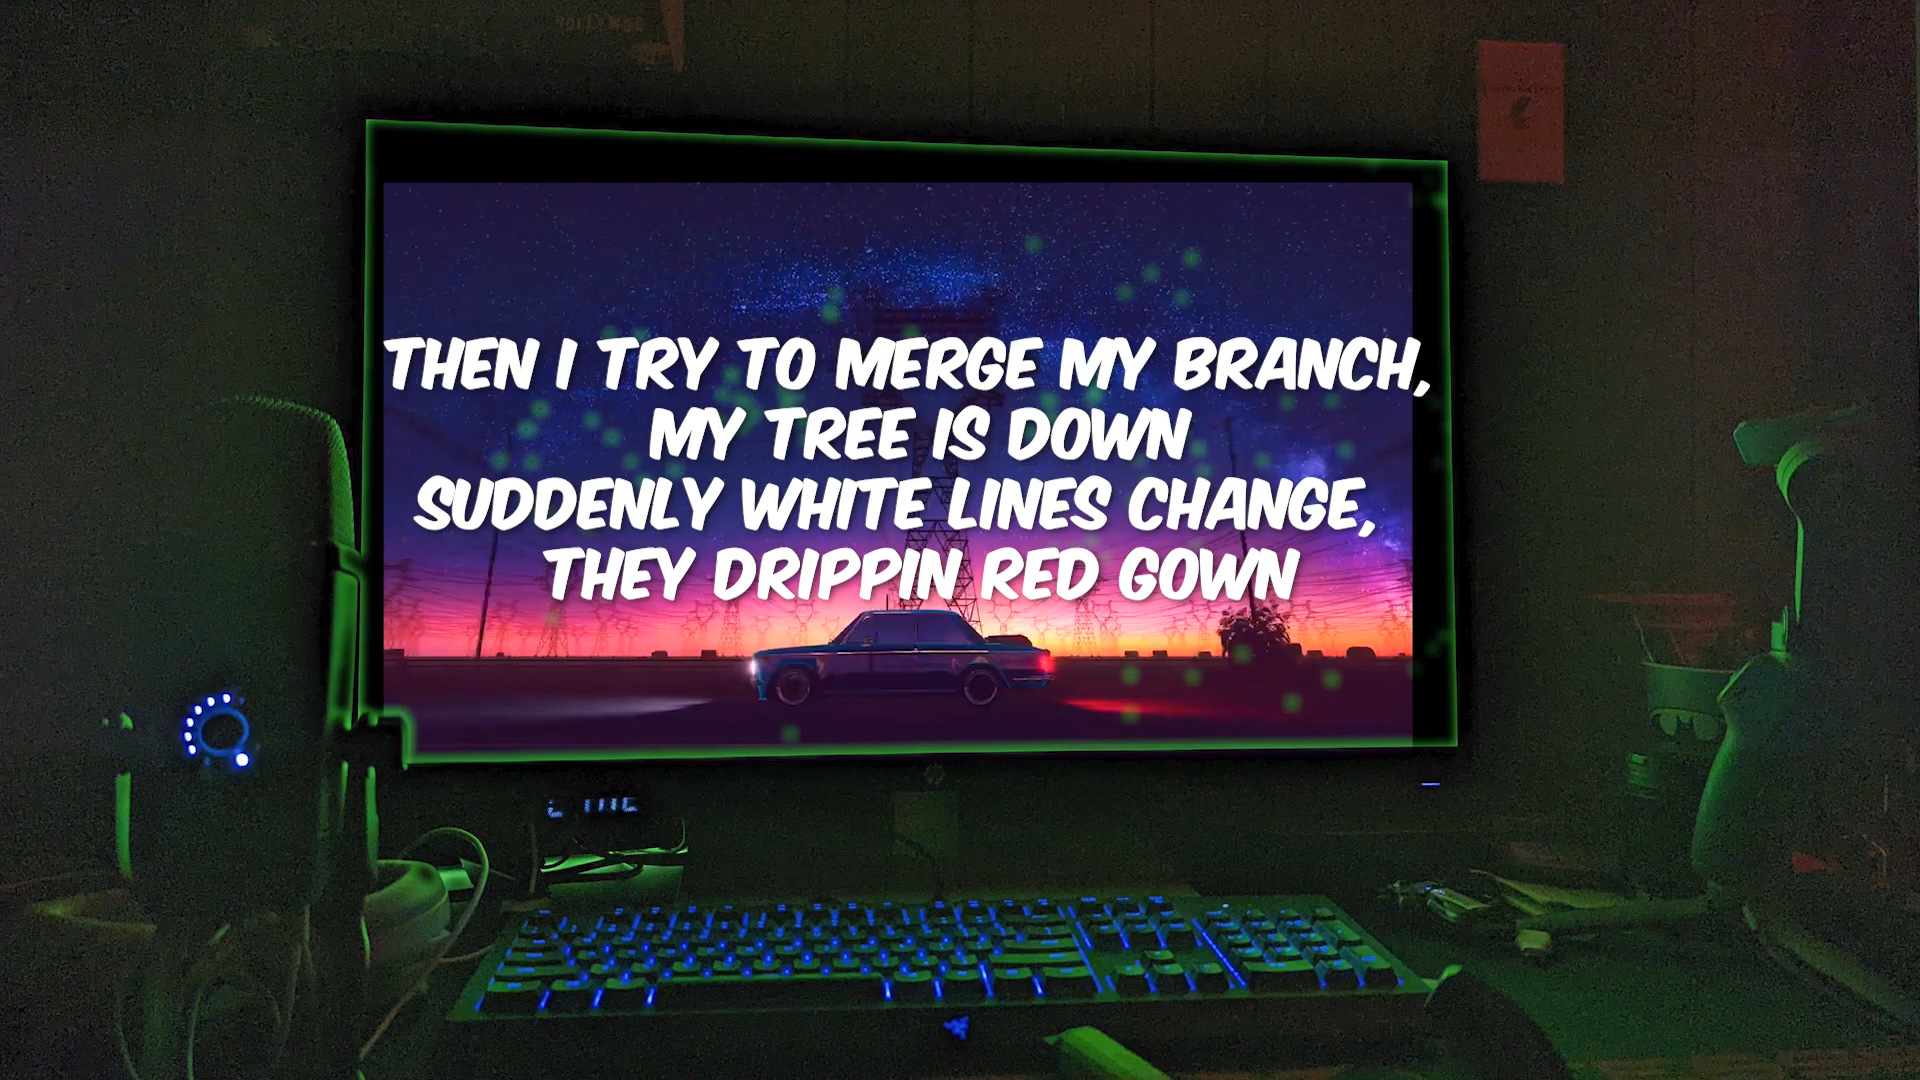 THEN I TRY TO MERGE MY BRANCH,
MY TREE IS DOWN
SUDDENLY WHITE LINES CHANGE,
THEY DRIPPIN RED GOWN